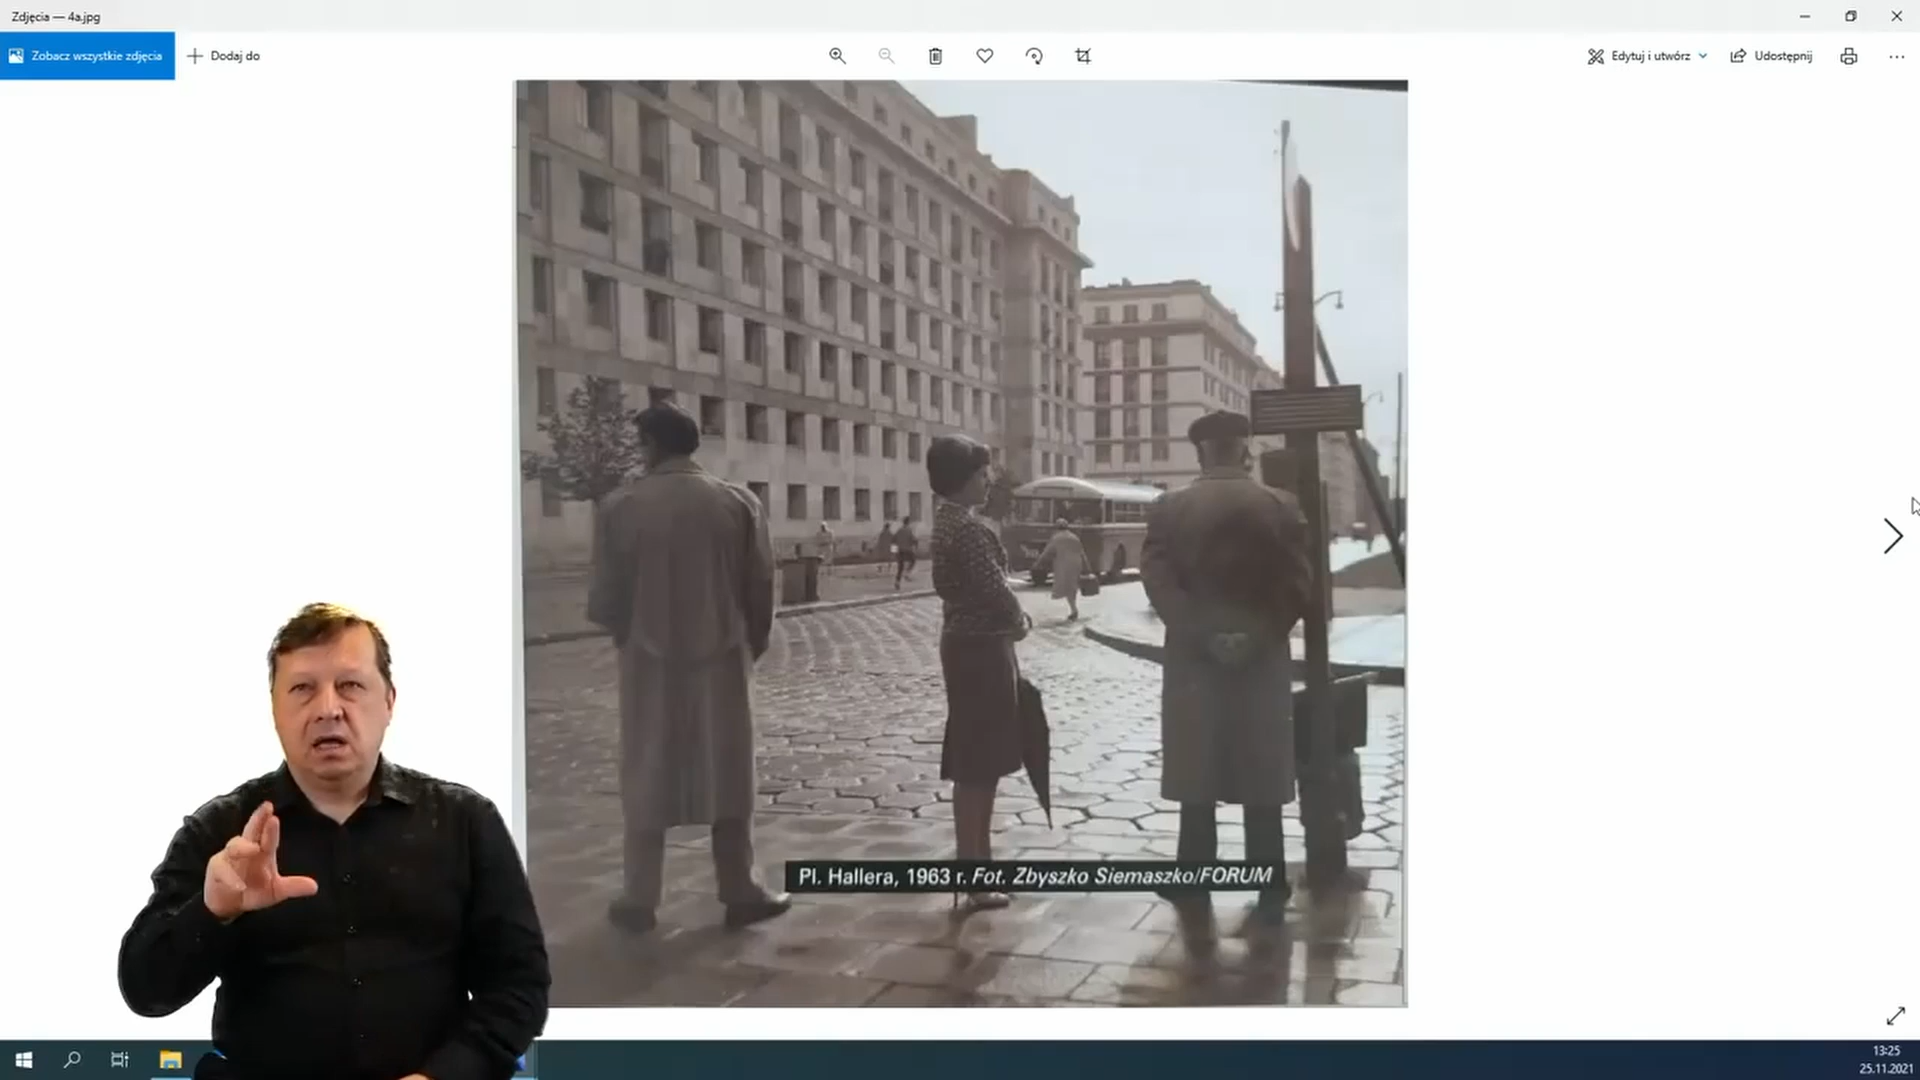 Zdjęcia — 4a.jpg
Zobacz wszystkie zdjęcia
Dodaj do
Edytuj i utwórz
Udostępnij
Pl. Hallera, 1963 r. Fot. Zbyszko Siemaszko/FORUM
13:25
25.11.2021